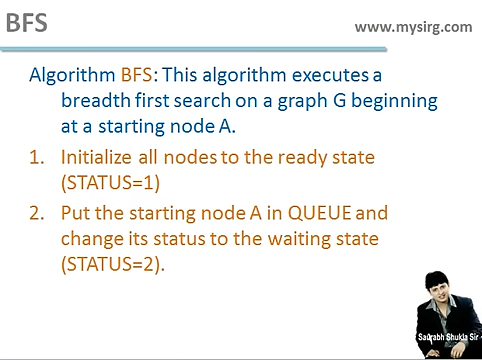 BFS
www.mysirg.com
Algorithm BFS: This algorithm executes a
breadth first search on a graph G beginning
at a starting node A.
1. Initialize all nodes to the ready state
(STATUS=1)
2. Put the starting node A in QUEUE and
change its status to the waiting state
(STATUS=2).
Saurabh Shukla Sir